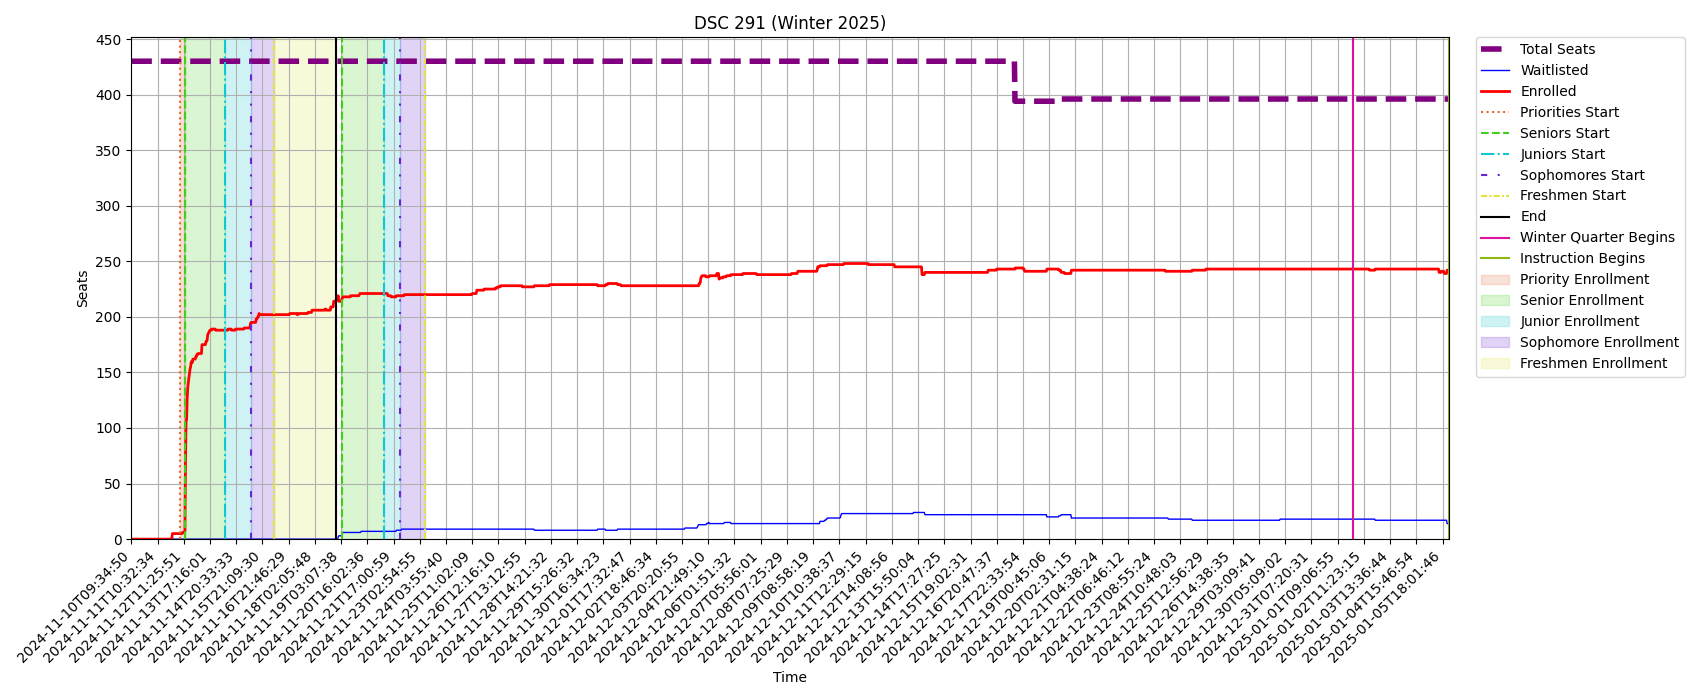 DSC 291 (Winter 2025)
450
400
350
300
250
200
150
100
50
0
Seats
2024-11-10T09:34:50
2024-11-11T10:32:34
2024-11-12T11:25:51
2024-11-13T17:16:01
2024-11-14T20:33:33
2024-11-15T21:09:30
2024-11-16T21:46:29
2024-11-18T02:05:48
2024-11-19T03:07:38
2024-11-20T16:02:36
2024-11-21T17:00:59
2024-11-23T02:54:55
2024-11-24T03:55:40
2024-11-25T11:02:09
2024-11-26T12:16:10
2024-11-27T13:12:55
2024-11-28T14:21:32
2024-11-29T15:26:32
2024-11-30T16:34:23
2024-12-01T17:32:47
2024-12-02T18:46:34
2024-12-03T20:20:55
2024-12-04T21:49:10
2024-12-06T01:51:32
2024-12-07T05:56:01
2024-12-08T07:25:29
2024-12-09T08:58:19
2024-12-10T10:38:37
2024-12-11T12:29:15
2024-12-12T14:08:56
2024-12-13T15:50:04
2024-12-14T17:27:25
2024-12-15T19:02:31
2024-12-16T20:47:37
2024-12-17T22:33:54
2024-12-19T00:45:06
2024-12-20T02:31:15
2024-12-21T04:38:24
2024-12-22T06:46:12
2024-12-23T08:55:24
2024-12-24T10:48:03
2024-12-25T12:56:29
2024-12-26T14:38:35
2024-12-29T03:09:41
2024-12-30T05:09:02
2024-12-31T07:20:31
2025-01-01T09:06:55
2025-01-02T11:23:15
2025-01-03T13:36:44
2025-01-04T15:46:54
2025-01-05T18:01:46
Time
Total Seats
Waitlisted
Enrolled
Priorities Start
Seniors Start
Juniors Start
Sophomores Start
Freshmen Start
End
Winter Quarter Begins
Instruction Begins
Priority Enrollment
Senior Enrollment
Junior Enrollment
Sophomore Enrollment
Freshmen Enrollment